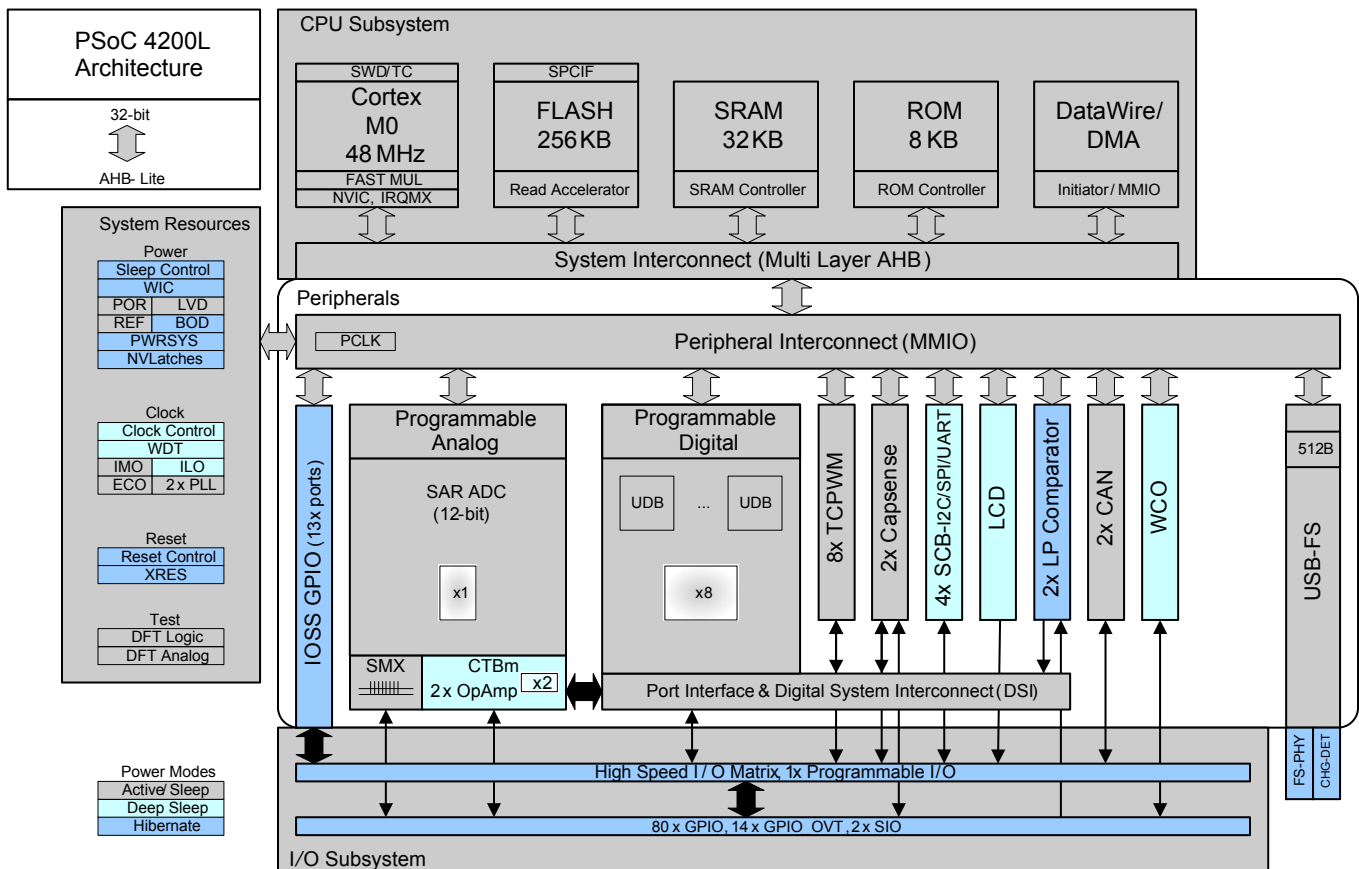 PSoC 4200L
Architecture
32-bit
AHB- Lite
CPU Subsystem
SWD/TC
Cortex
M0
48 MHz
FAST MUL
NVIC, IRQMX
SPCIF
FLASH
256KB
Read Accelerator
SRAM
32KB
SRAM Controller
ROM
8 KB
ROM Controller
DataWire/
DMA
Initiator/MMIO
System Interconnect (Multi Layer AHB)
System Resources
Power
Sleep Control
WIC
POR LVD
REF BOD
PWRSYS
NVLatches
Clock
Clock Control
WDT
IMO ILO
ECO 2x PLL
Reset
Reset Control
XRES
Test
DFT Logic
DFT Analog
Peripherals
PCLK
Peripheral Interconnect (MMIO)
IOSS GPIO (13x ports)
Programmable
Analog
SAR ADC
(12-bit)
x1
SMX
CTBm
2x OpAmp x2
Programmable
Digital
UDB ... UDB
x8
8x TCPWM
2x Capsense
4x SCB-I2C/SPI/UART
LCD
2x LP Comparator
2x CAN
WCO
512B
USB-FS
FS-PHY
CHG-DET
Port Interface & Digital System Interconnect (DSI)
Power Modes
Active/Sleep
Deep Sleep
Hibernate
High Speed I/O Matrix, 1x Programmable I/O
80x GPIO, 14x GPIO OVT, 2x SIO
I/O Subsystem